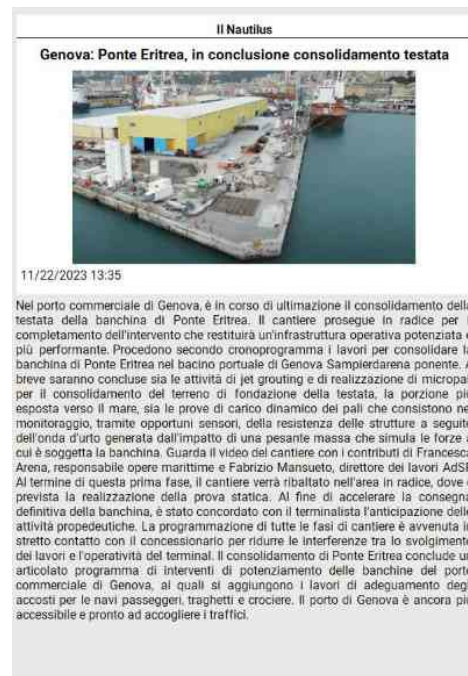 Il Nautilus
Genova: Ponte Eritrea, in conclusione consolidamento testata
11/22/2023 13:35
Nel porto commerciale di Genova, è in corso di ultimazione il consolidamento della
testata della banchina di Ponte Eritrea. Il cantiere prosegue in radice per
completamento dell'intervento che restituirà un'infrastruttura operativa potenziata e
più performante. Procedono secondo cronoprogramma i lavori per consolidare la
banchina di Ponte Eritrea nel bacino portuale di Genova Sampierdarena ponente. A
breve saranno concluse sia le attività di jet grouting e di realizzazione di micropal
per il consolidamento del terreno di fondazione della testata, la porzione più
esposta verso il mare, sia le prove di carico dinamico dei pali che consistono nel
monitoraggio, tramite opportuni sensori, della resistenza delle strutture a seguito
dell'onda d'urto generata dall'impatto di una pesante massa che simula le forze a
cui è soggetta la banchina. Guarda il video del cantiere con i contributi di Francesca
Arena, responsabile opere marittime e Fabrizio Mansueto, direttore dei lavori AdSP
Al termine di questa prima fase, il cantiere verrà ribaltato nell'area in radice, dove è
prevista la realizzazione della prova statica. Al fine di accelerare la consegna
definitiva della banchina, è stato concordato con il terminalista l'anticipazione delle
attività propedeutiche. La programmazione di tutte le fasi di cantiere è avvenuta in
stretto contatto con il concessionario per ridurre le interferenze tra lo svolgimento
dei lavori e l'operatività del terminal. Il consolidamento di Ponte Eritrea conclude un
articolato programma di interventi di potenziamento delle banchine del porto
commerciale di Genova, ai quali si aggiungono i lavori di adeguamento degli
accosti per le navi passeggeri, traghetti e crociere. Il porto di Genova è ancora più
accessibile e pronto ad accogliere i traffici.